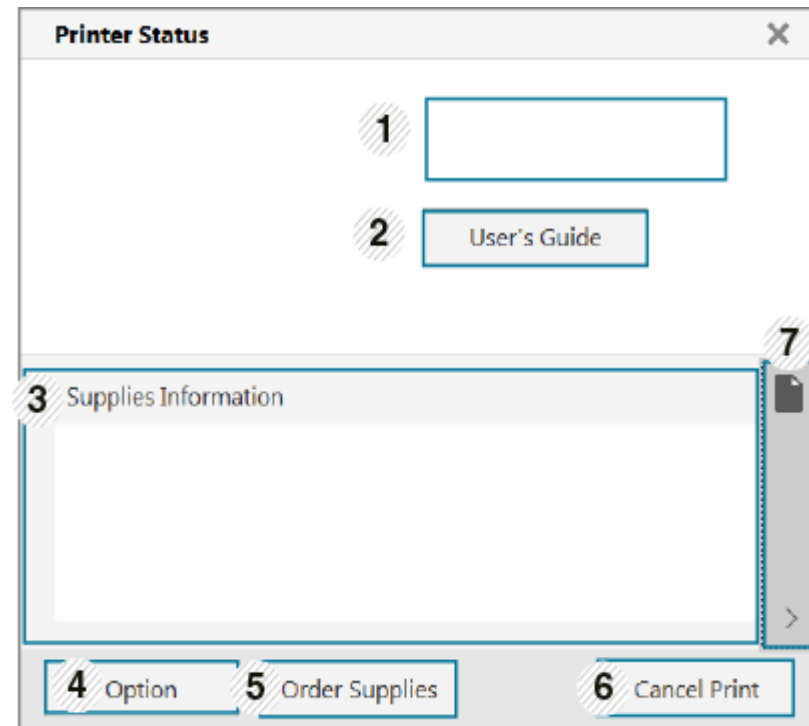 Printer Status
1
2 User's Guide
7
3 Supplies Information
4 Option 5 Order Supplies 6 Cancel Print